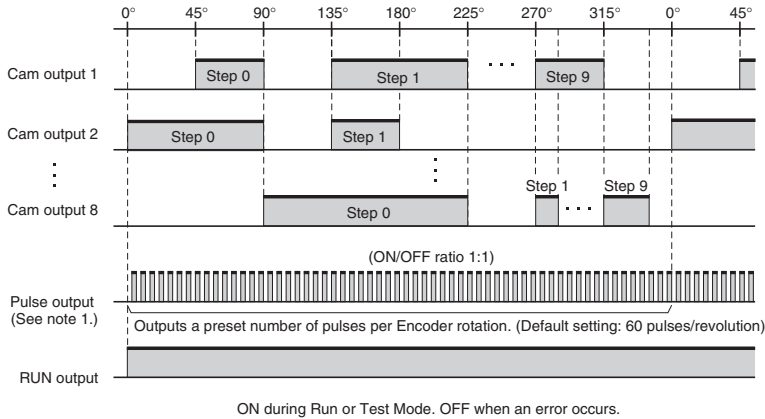 0° 45° 90° 135° 180° 225° 270° 315° 0° 45°
Cam output 1
Step 0
Step 1
Step 9
Cam output 2
Step 0
Step 1
Step 1
Step 9
Cam output 8
Step 0
(ON/OFF ratio 1:1)
Pulse output
(See note 1.)
Outputs a preset number of pulses per Encoder rotation. (Default setting: 60 pulses/revolution)
RUN output
ON during Run or Test Mode. OFF when an error occurs.